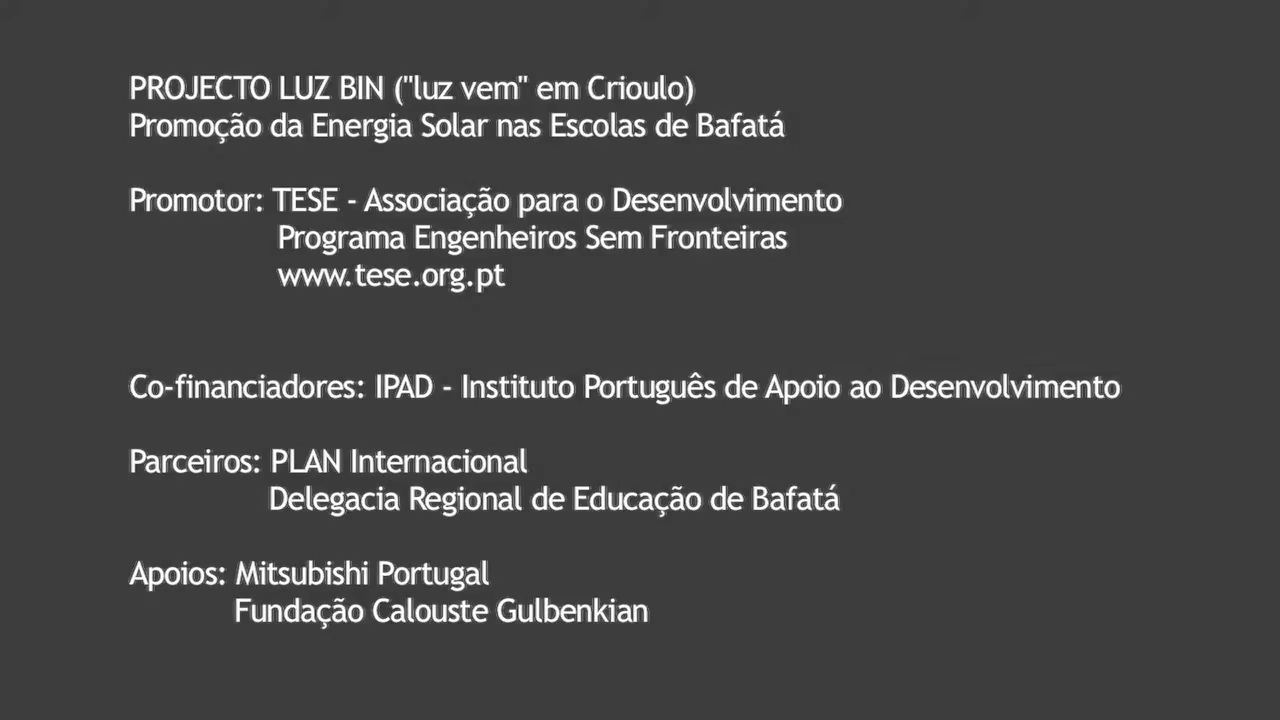 PROJECTO LUZ BIN ("luz vem" em Crioulo)
Promoção da Energia Solar nas Escolas de Bafatá
Promotor: TESE - Associação para o Desenvolvimento
Programa Engenheiros Sem Fronteiras
www.tese.org.pt
Co-financiadores: IPAD - Instituto Português de Apoio ao Desenvolvimento
Parceiros: PLAN Internacional
Delegacia Regional de Educação de Bafatá
Apoios: Mitsubishi Portugal
Fundação Calouste Gulbenkian